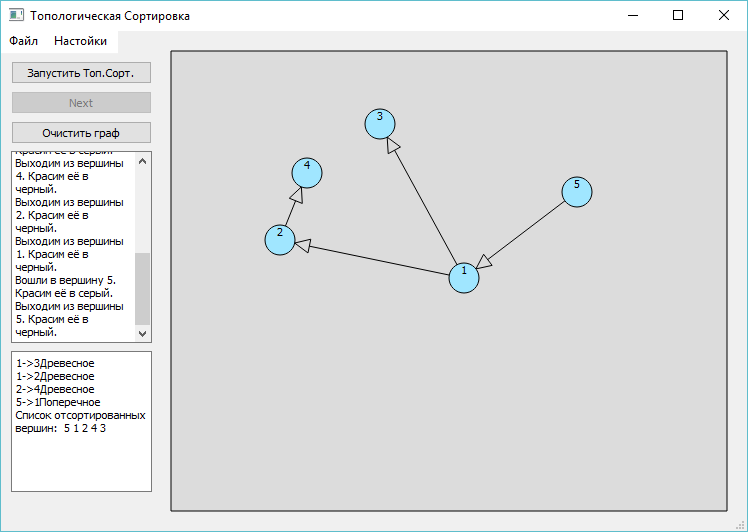 Топологическая Сортировка
Файл Настойки
Запустить Топ.Сорт.
Next
Очистить граф
Красим её в серый.
Выходим из вершины
4. Красим её в
черный.
Выходим из вершины
2. Красим её в
черный.
Выходим из вершины
1. Красим её в
черный.
Вошли в вершину 5.
Красим её в серый.
Выходим из вершины
5. Красим её в
черный.
1->3Древесное
1->2Древесное
2->4Древесное
5->1Поперечное
Список отсортированных
вершин: 5 1 2 4 3
3
4
5
2
1